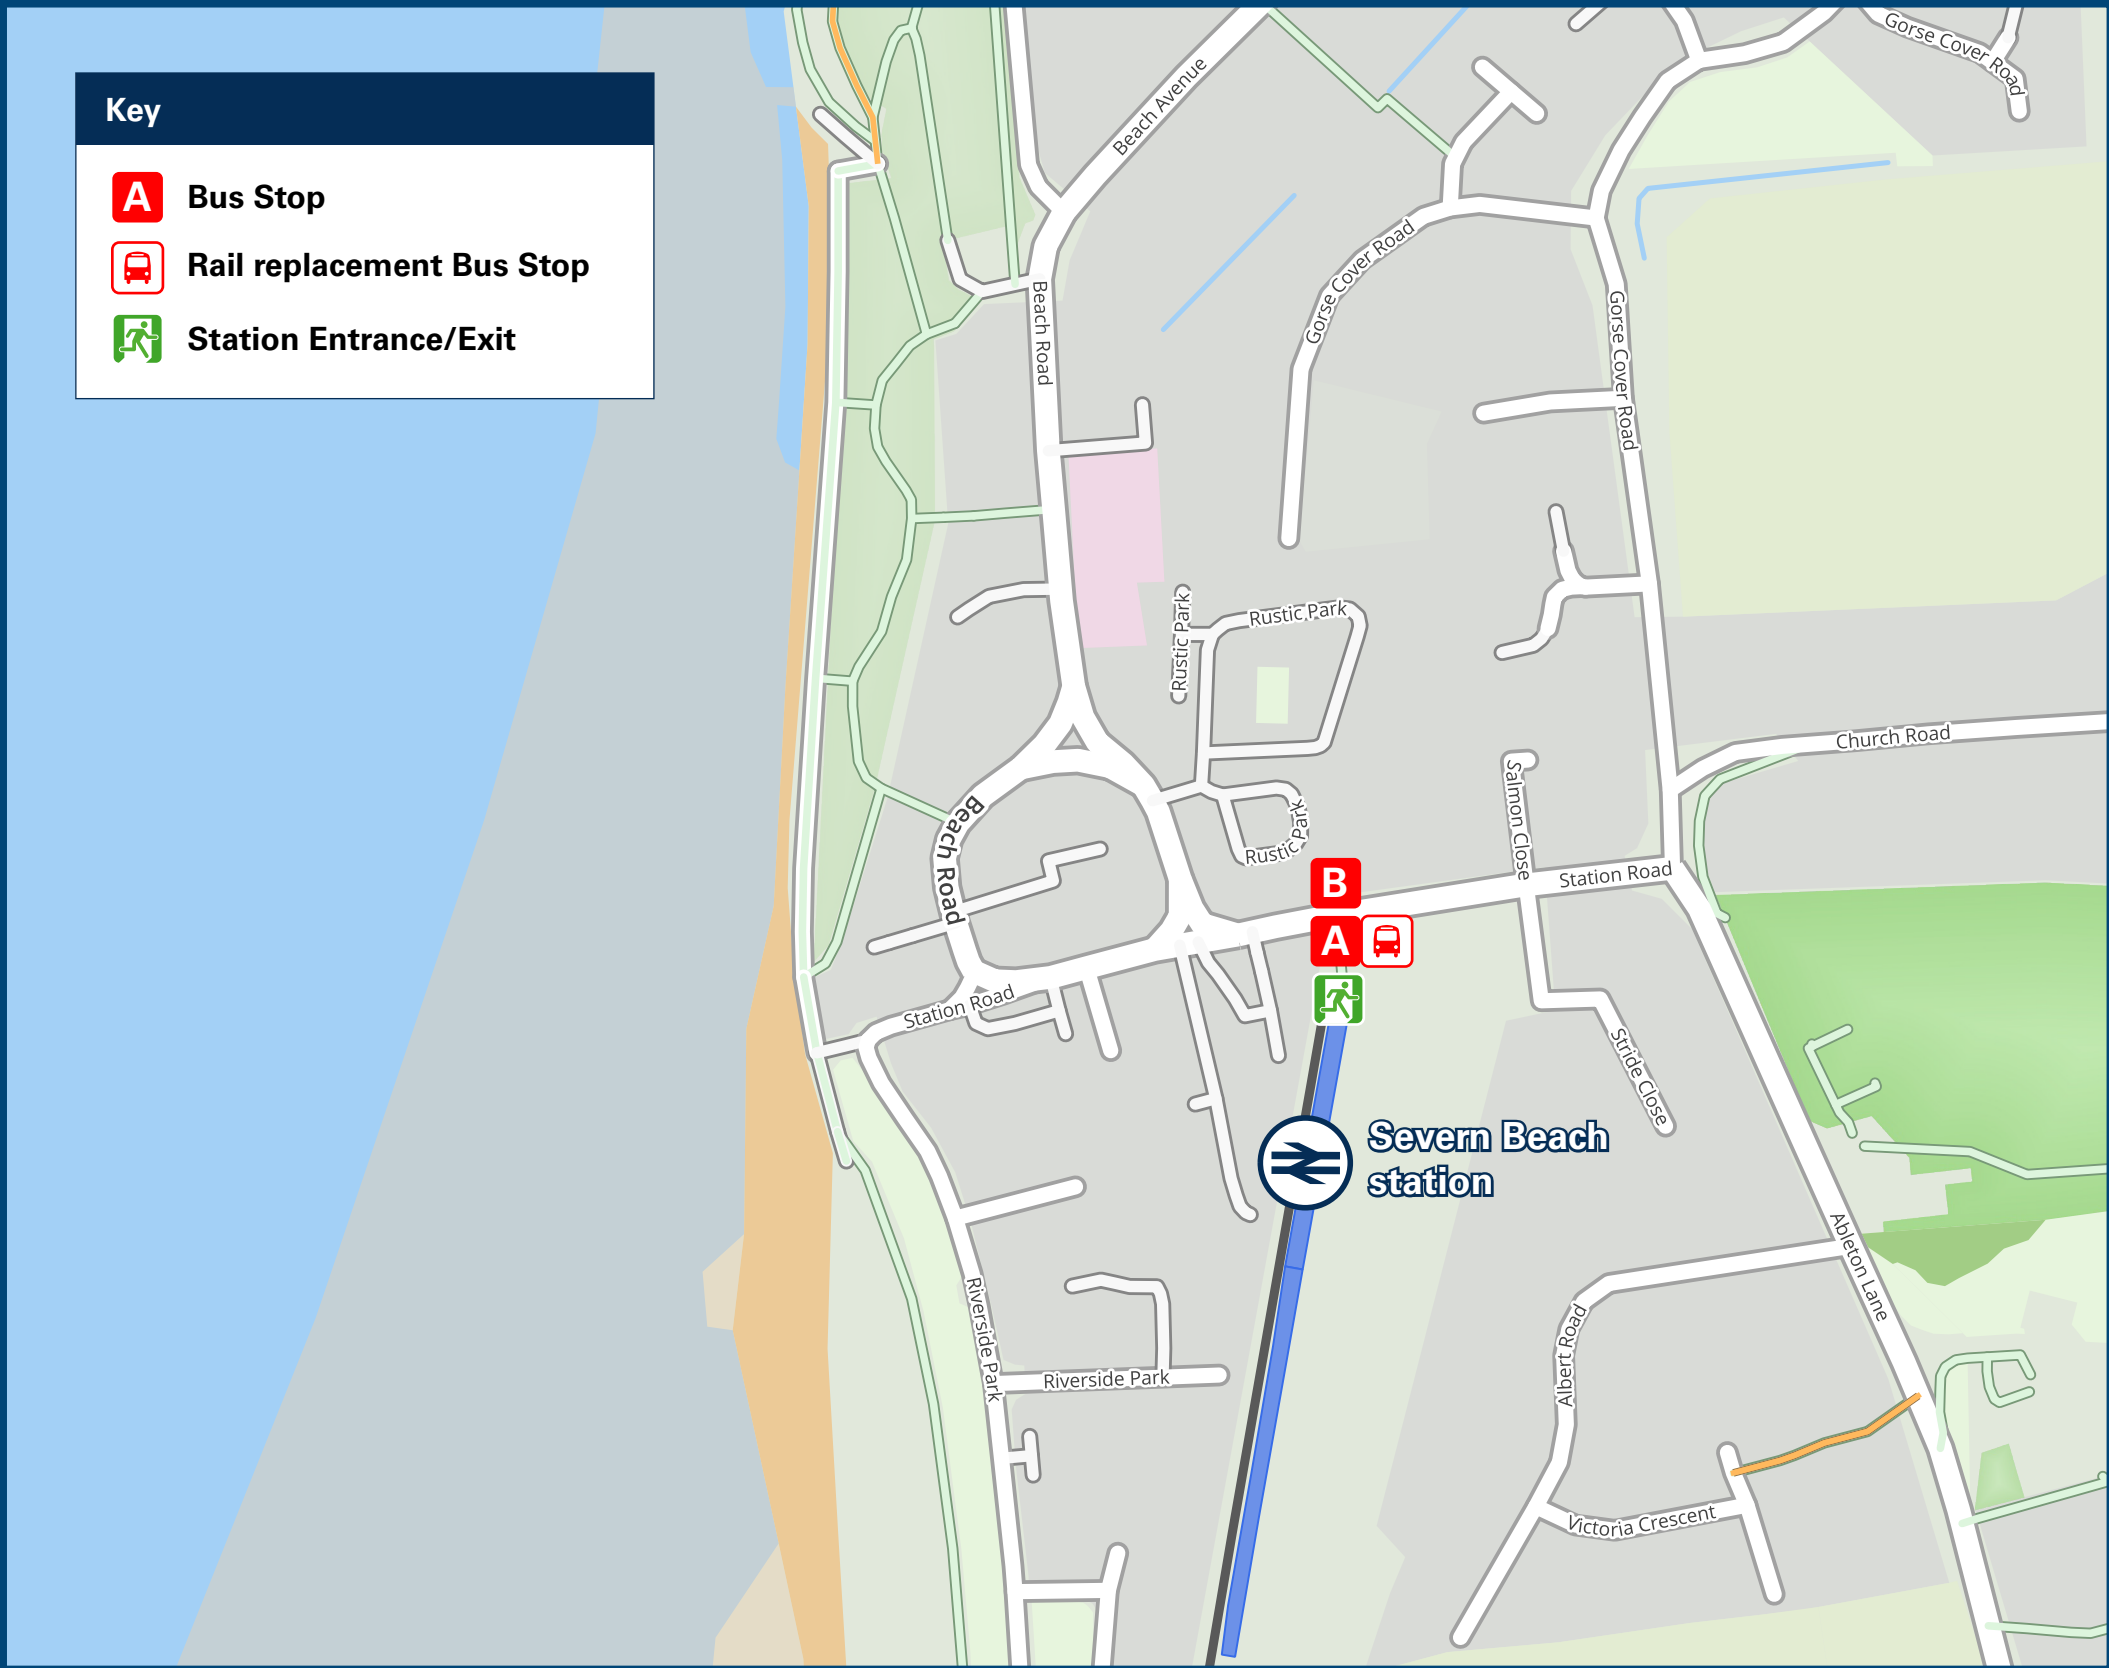 Key
A Bus Stop
Rail replacement Bus Stop
Station Entrance/Exit
Gorse Cover Road
Beach Avenue
Gorse Cover Road
Beach Road
Gorse Cover Road
Rustic Park
Rustic Park
Church Road
Salmon Close
Beach Road
Rustic Park
B
Station Road
A
Station Road
Stride Close
Severn Beach
station
Ableton Lane
Riverside Park
Albert Road
Riverside Park
Victoria Crescent